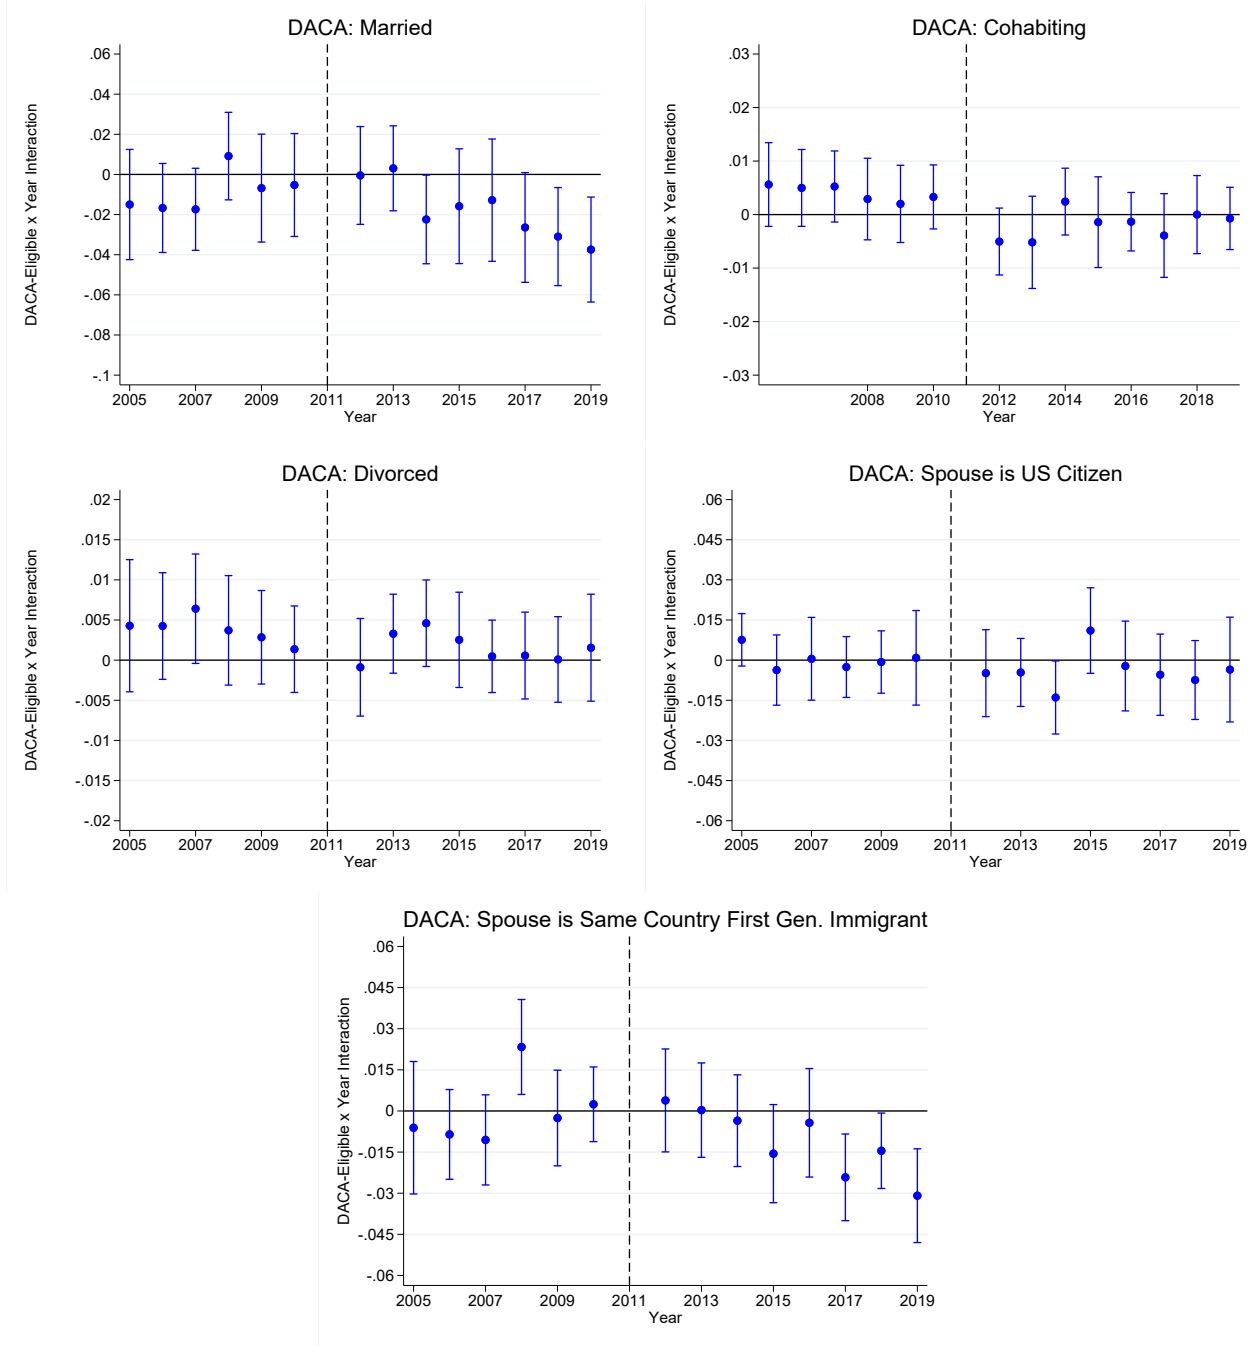 DACA: Married
DACA-Eligible x Year Interaction
.06
.04
.02
0
-.02
-.04
-.06
-.08
-.1
2005 2007 2009 2011 2013 2015 2017 2019
Year
DACA: Cohabiting
DACA-Eligible x Year Interaction
.03
.02
.01
0
-.01
-.02
-.03
2008 2010 2012 2014 2016 2018
Year
DACA: Divorced
DACA-Eligible x Year Interaction
.02
.015
.01
.005
0
-.005
-.01
-.015
-.02
2005 2007 2009 2011 2013 2015 2017 2019
Year
DACA: Spouse is US Citizen
DACA-Eligible x Year Interaction
.06
.045
.03
.015
0
-.015
-.03
-.045
-.06
2005 2007 2009 2011 2013 2015 2017 2019
Year
DACA: Spouse is Same Country First Gen. Immigrant
DACA-Eligible x Year Interaction
.06
.045
.03
.015
0
-.015
-.03
-.045
-.06
2005 2007 2009 2011 2013 2015 2017 2019
Year